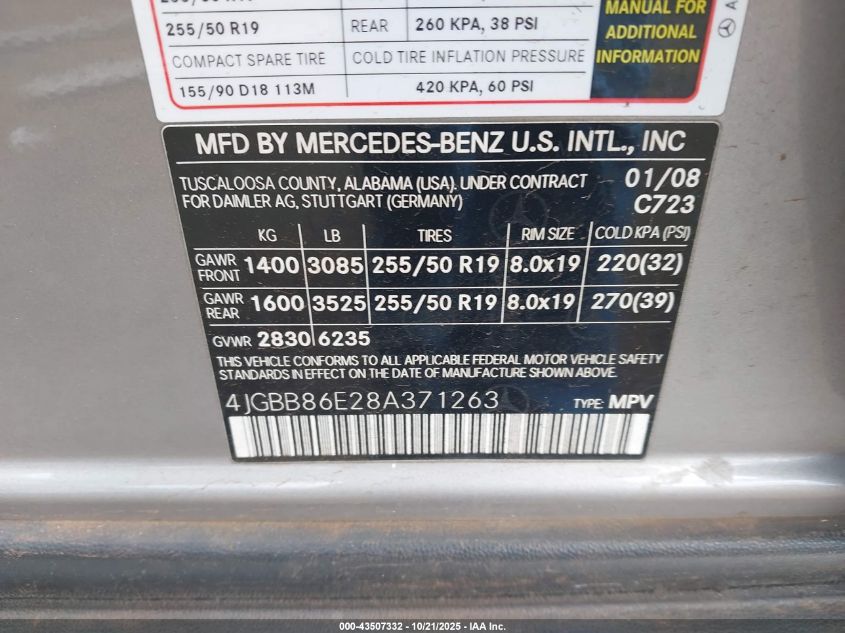 255/50 R19 REAR 260 KPA, 38 PSI
COMPACT SPARE TIRE COLD TIRE INFLATION PRESSURE
155/90 D18 113M 420 KPA, 60 PSI
MANUAL FOR
ADDITIONAL
INFORMATION
A
MFD BY MERCEDES-BENZ U.S. INTL., INC
TUSCALOOSA COUNTY, ALABAMA (USA). UNDER CONTRACT 01/08
FOR DAIMLER AG, STUTTGART (GERMANY) C723
KG LB TIRES RIM SIZE COLD KPA (PSI)
GAWR FRONT 1400 3085 255/50 R19 8.0x19 220(32)
GAWR REAR 1600 3525 255/50 R19 8.0x19 270(39)
GVWR 2830 6235
THIS VEHICLE CONFORMS TO ALL APPLICABLE FEDERAL MOTOR VEHICLE SAFETY
STANDARDS IN EFFECT ON THE DATE OF MANUFACTURE SHOWN ABOVE.
4JGBB86E28A371263 TYPE: MPV
000-43507332 - 10/21/2025 - IAA Inc.